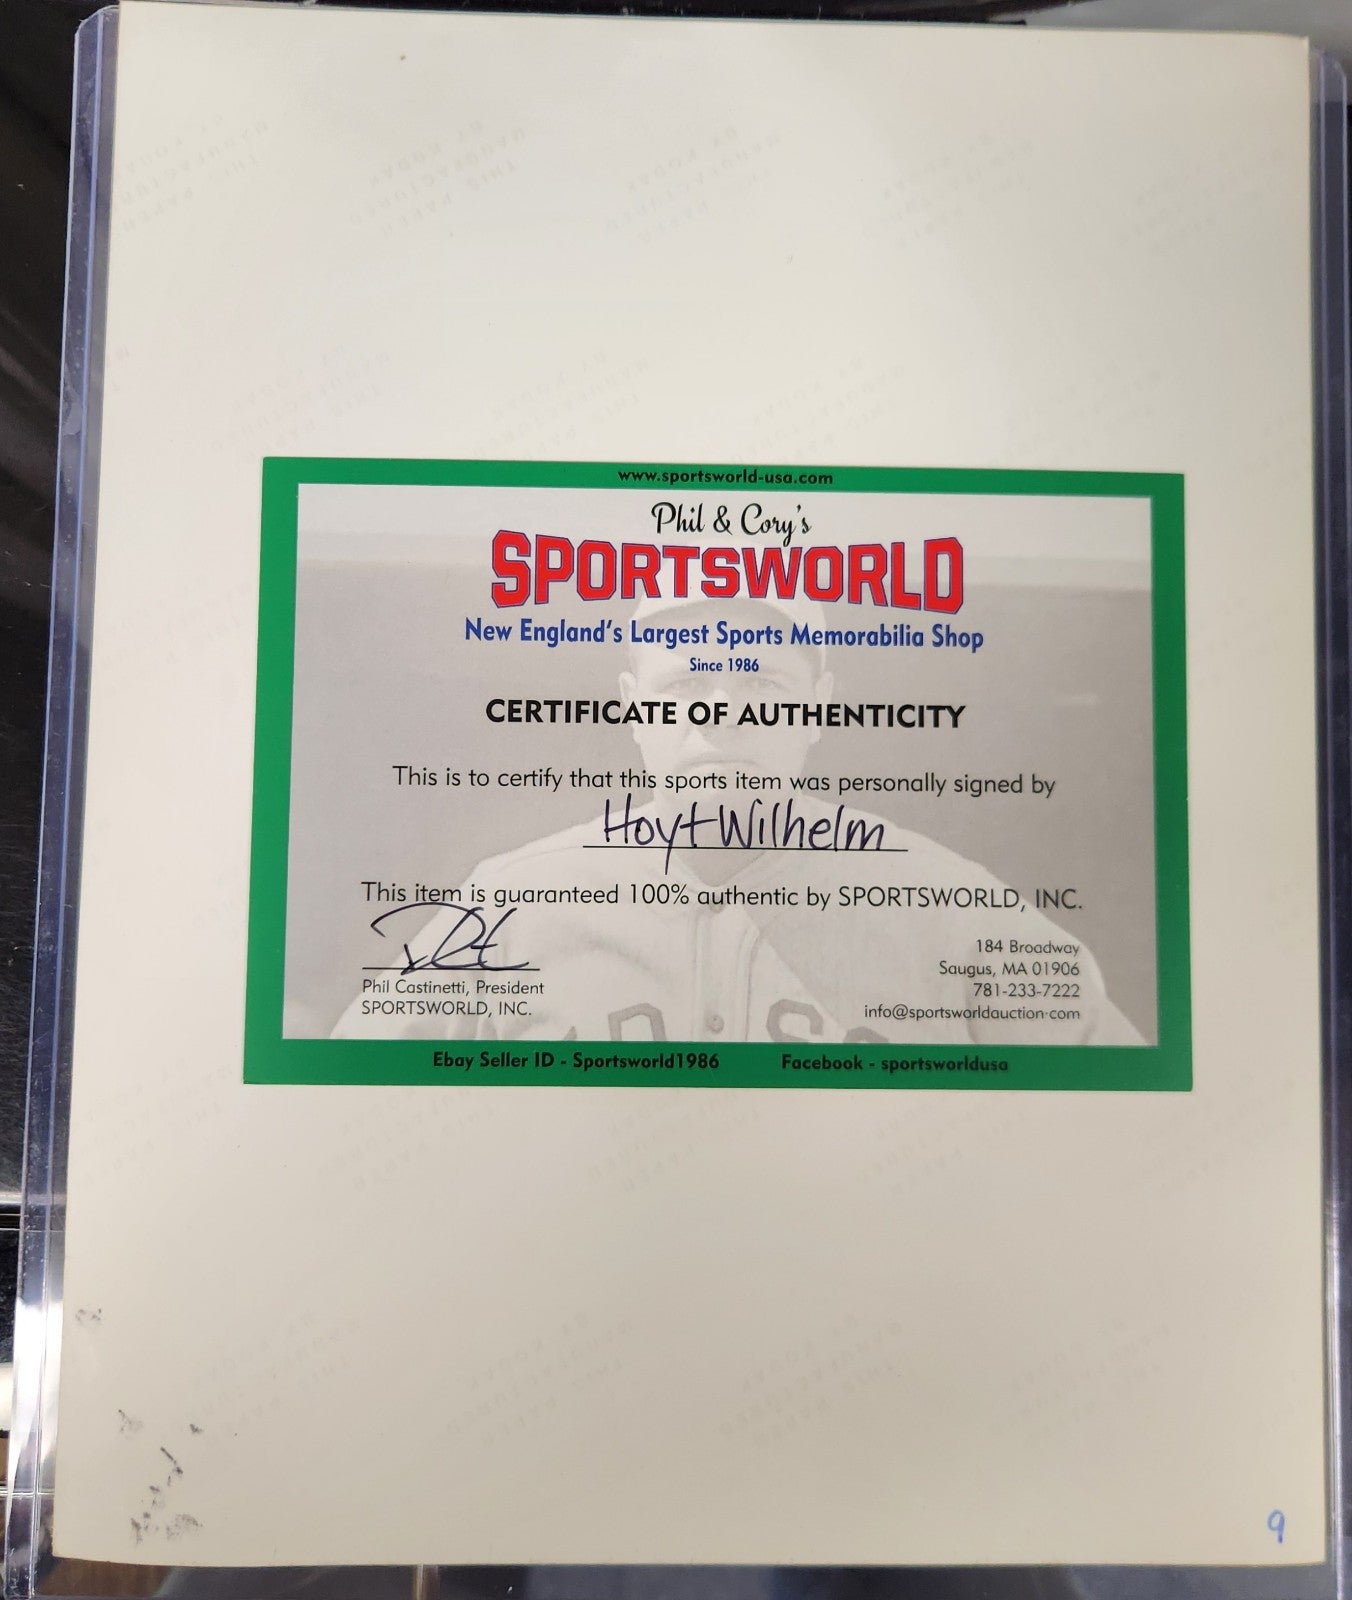 www.sportsworld-usa.com
Phil & Cory's
SPORTSWORLD
New England's Largest Sports Memorabilia Shop
Since 1986
CERTIFICATE OF AUTHENTICITY
This is to certify that this sports item was personally signed by
Hoyt Wilhelm
This item is guaranteed 100% authentic by SPORTSWORLD, INC.
Phil Castinetti, President
SPORTSWORLD, INC.
184 Broadway
Saugus, MA 01906
781-233-7222
info@sportsworldauction.com
Ebay Seller ID - Sportsworld1986 Facebook - sportsworldusa
9